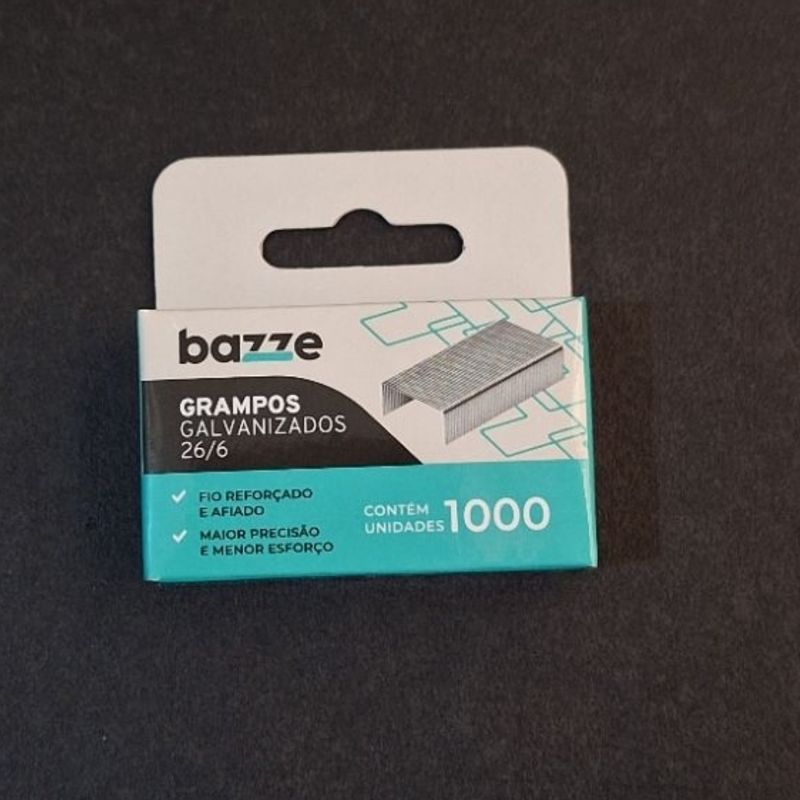 bazze
GRAMPOS
GALVANIZADOS
26/6
FIO REFORÇADO
E AFIADO
MAIOR PRECISÃO
E MENOR ESFORÇO
CONTÉM
UNIDADES 1000